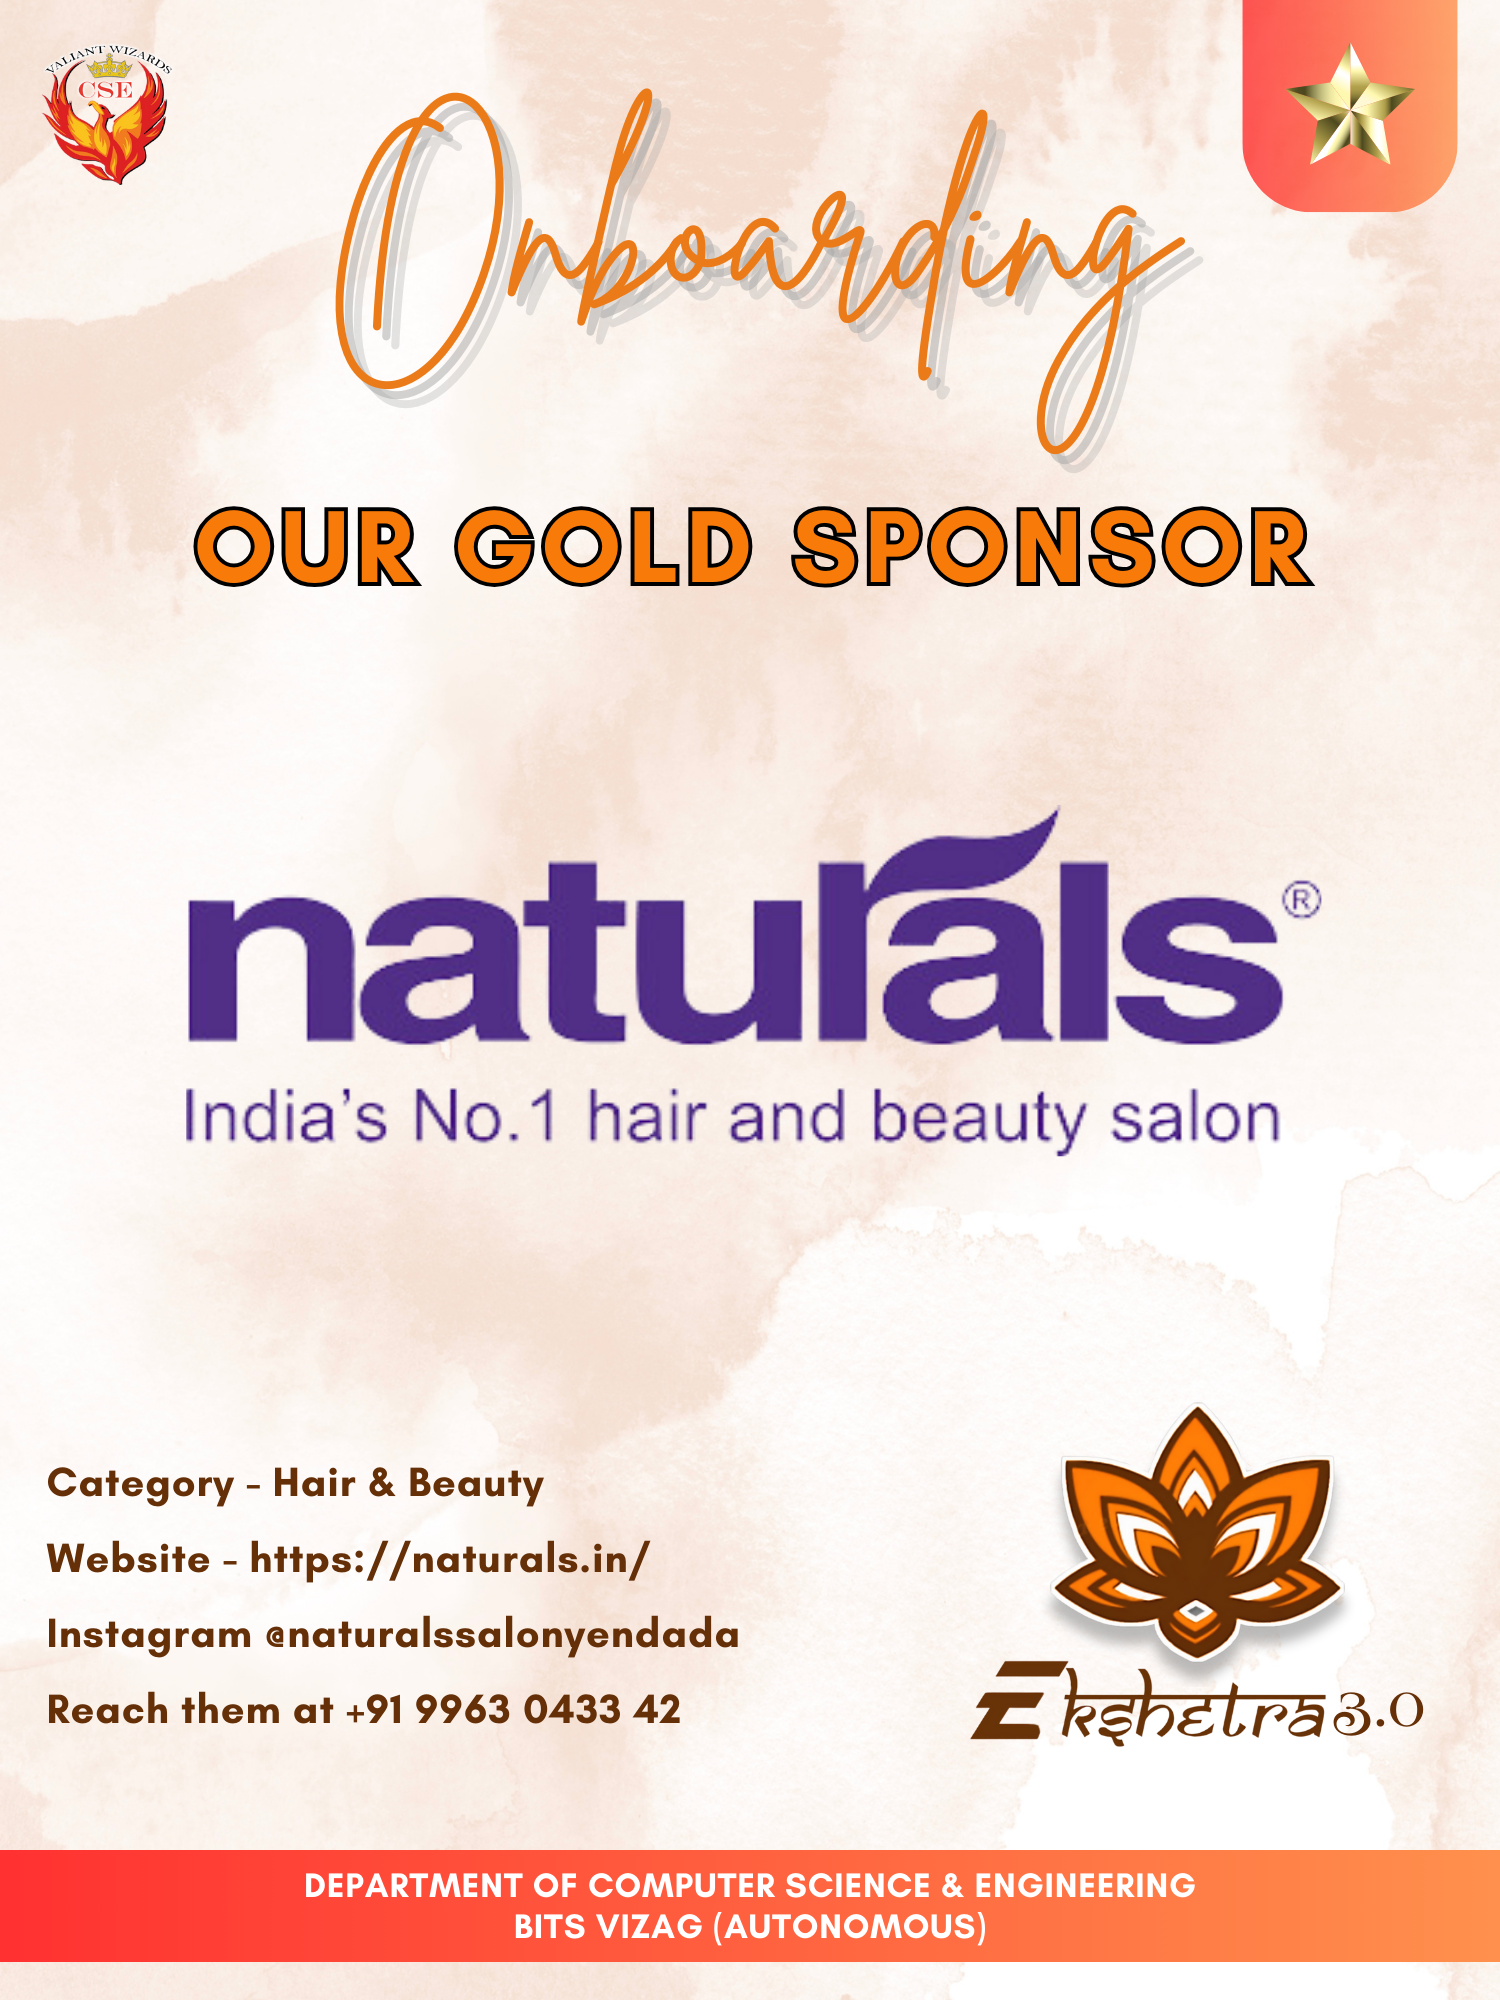 VALIANT WIZARDS
CSE
Onboarding
OUR GOLD SPONSOR
naturals®
India's No.1 hair and beauty salon
Category - Hair & Beauty
Website - https://naturals.in/
Instagram @naturalssalonyendada
Reach them at +91 9963 0433 42
Ekshetra 3.0
DEPARTMENT OF COMPUTER SCIENCE & ENGINEERING
BITS VIZAG (AUTONOMOUS)